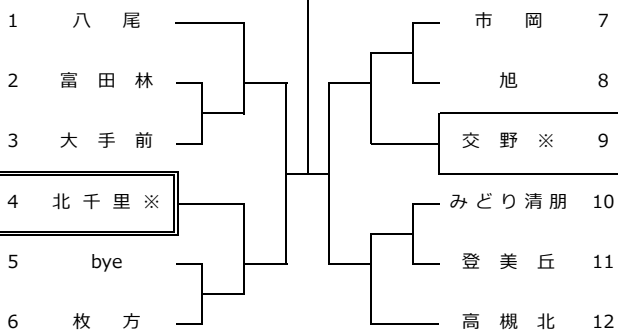 1 八尾
2 富田林
3 大手前
4 北千里※
5 bye
6 枚方
市岡 7
旭 8
交野※ 9
みどり清朋 10
登美丘 11
高槻北 12